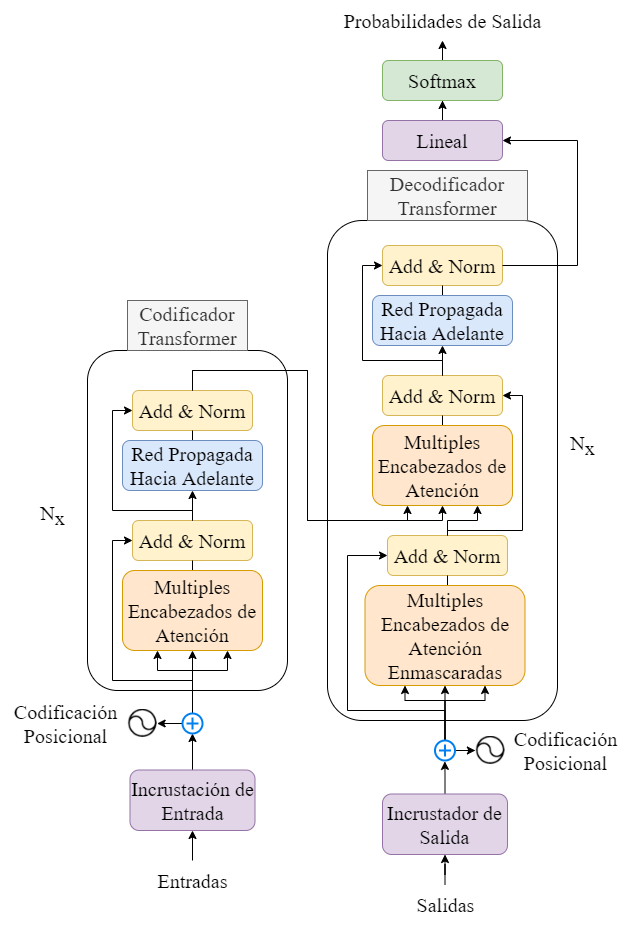 Probabilidades de Salida
Softmax
Lineal
Decodificador
Transformer
Add & Norm
Red Propagada
Hacia Adelante
Add & Norm
Multiples
Encabezados de
Atención
Add & Norm
Multiples
Encabezados de
Atención
Enmascaradas
Nx
Codificación
Posicional
Incrustador de
Salida
Salidas
Codificador
Transformer
Add & Norm
Red Propagada
Hacia Adelante
Add & Norm
Multiples
Encabezados de
Atención
Nx
Codificación
Posicional
Incrustación de
Entrada
Entradas